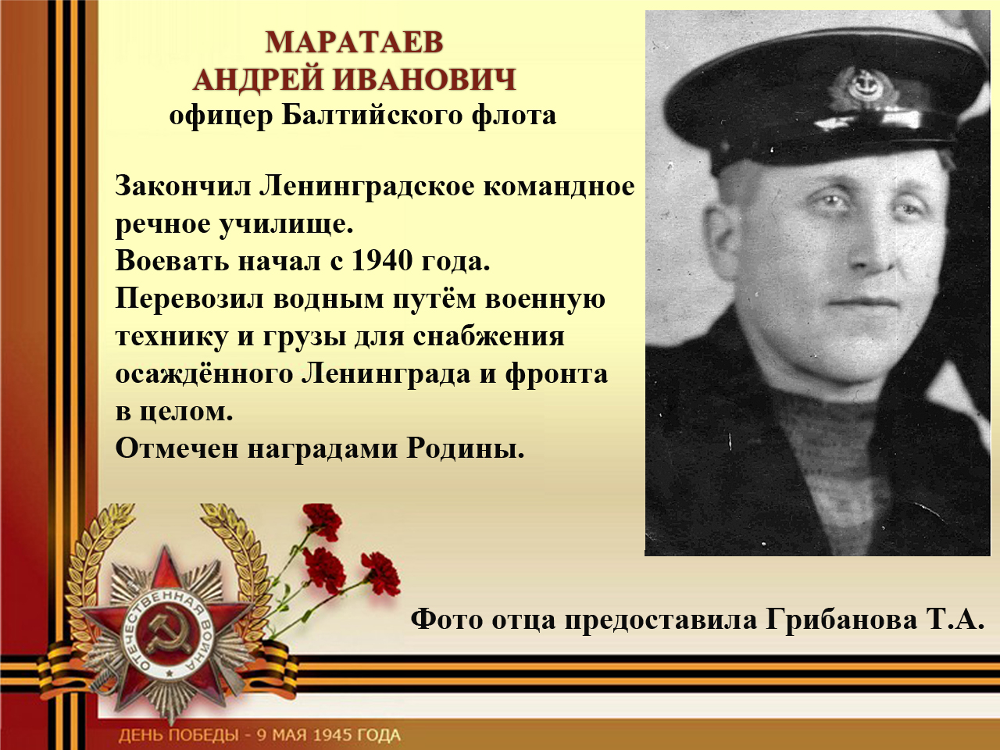 МАРАТАЕВ
АНДРЕЙ ИВАНОВИЧ
офицер Балтийского флота
Закончил Ленинградское командное
речное училище.
Воевать начал с 1940 года.
Перевозил водным путём военную
технику и грузы для снабжения
осаждённого Ленинграда и фронта
в целом.
Отмечен наградами Родины.
Фото отца предоставила Грибанова Т.А.
ОТЕЧЕСТВЕННАЯ ВОЙНА
ДЕНЬ ПОБЕДЫ - 9 МАЯ 1945 ГОДА